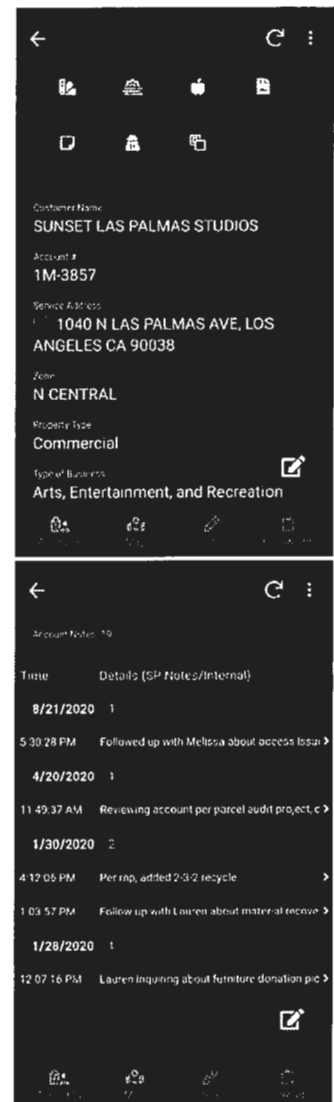 Customer Name
SUNSET LAS PALMAS STUDIOS
Account #
1M-3857
Service Address
1040 N LAS PALMAS AVE, LOS
ANGELES CA 90038
Zone
N CENTRAL
Property Type
Commercial
Type of Business
Arts, Entertainment, and Recreation
Account Notes 19
Time Details (SP Notes/Internal)
8/21/2020 1
5:30:28 PM Followed up with Melissa about access Issu
4/20/2020 1
11:49:37 AM Reviewing account per parcel audit project, c
1/30/2020 2
4:12:06 PM Per mp, added 2-3-2 recycle
1:03:57 PM Follow up with Lauren about material recove
1/28/2020 1
12:07:16 PM Lauren inquiring about furniture donation pic